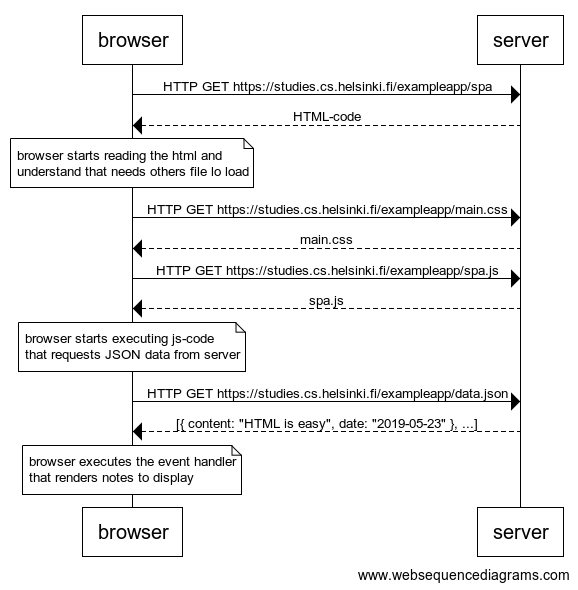 browser
server
HTTP GET https://studies.cs.helsinki.fi/exampleapp/spa
HTML-code
browser starts reading the html and
understand that needs others file lo load
HTTP GET https://studies.cs.helsinki.fi/exampleapp/main.css
main.css
HTTP GET https://studies.cs.helsinki.fi/exampleapp/spa.js
spa.js
browser starts executing js-code
that requests JSON data from server
HTTP GET https://studies.cs.helsinki.fi/exampleapp/data.json
[{ content: "HTML is easy", date: "2019-05-23" }, ...]
browser executes the event handler
that renders notes to display
browser
server
www.websequencediagrams.com